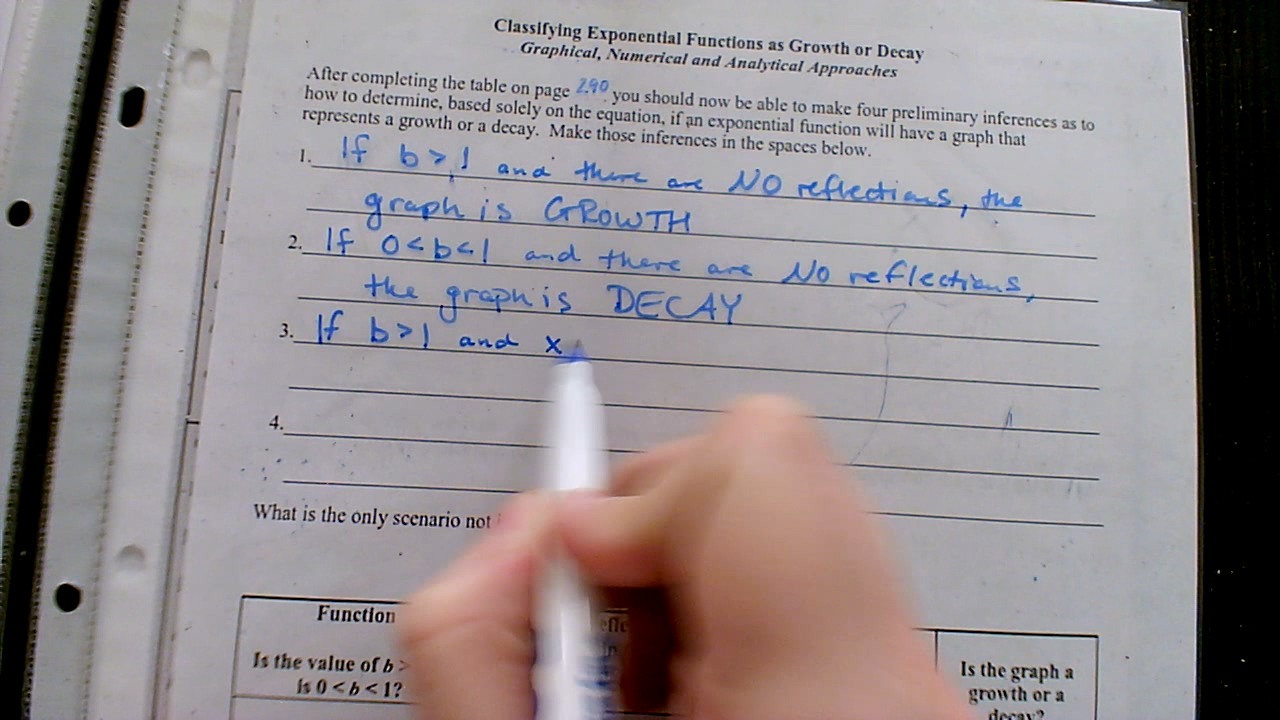 Classifying Exponential Functions as Growth or Decay
Graphical, Numerical and Analytical Approaches
After completing the table on page 290 you should now be able to make four preliminary inferences as to
how to determine, based solely on the equation, if an exponential function will have a graph that
represents a growth or a decay. Make those inferences in the spaces below.
1. If b > 1 and there are NO reflections, the
graph is GROWTH
2. If 0 < b < 1 and there are NO reflections,
the graph is DECAY
3. If b > 1 and x
4.
What is the only scenario not
Function
Is the value of b >
is 0 < b < 1?
Is the graph a
growth or a
decay?